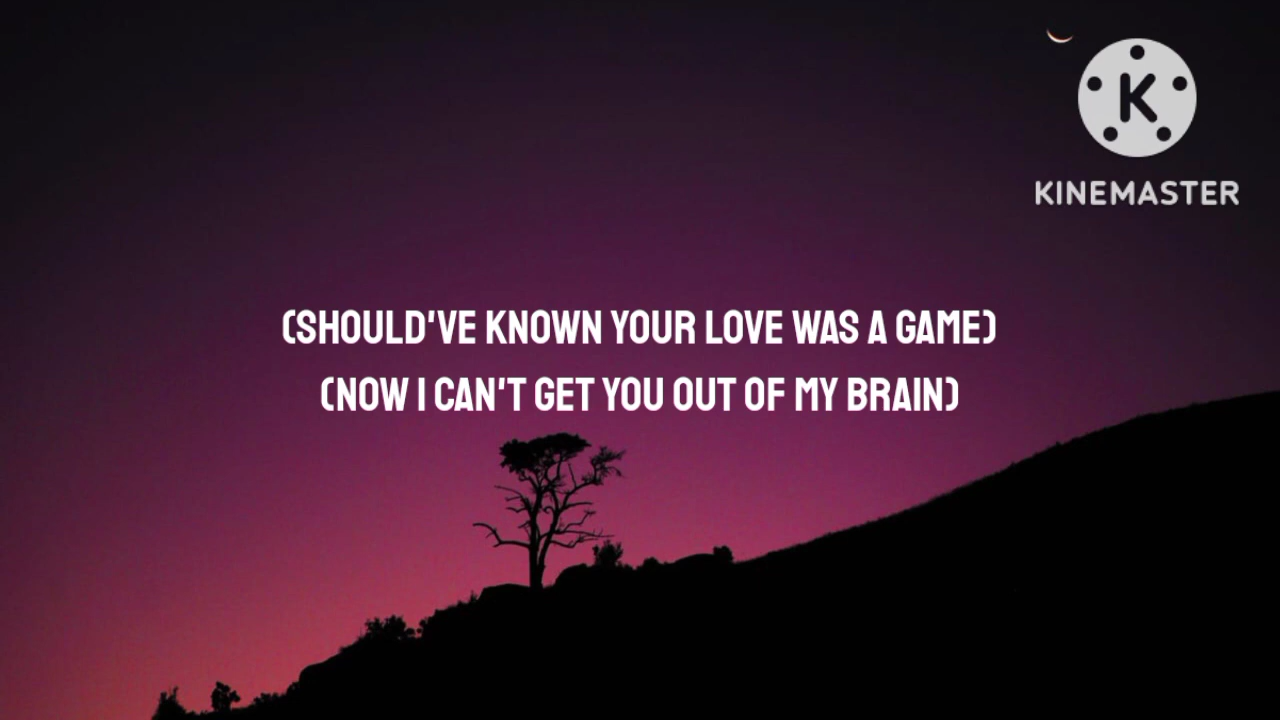 K
KINEMASTER
(SHOULD'VE KNOWN YOUR LOVE WAS A GAME)
(NOW I CAN'T GET YOU OUT OF MY BRAIN)